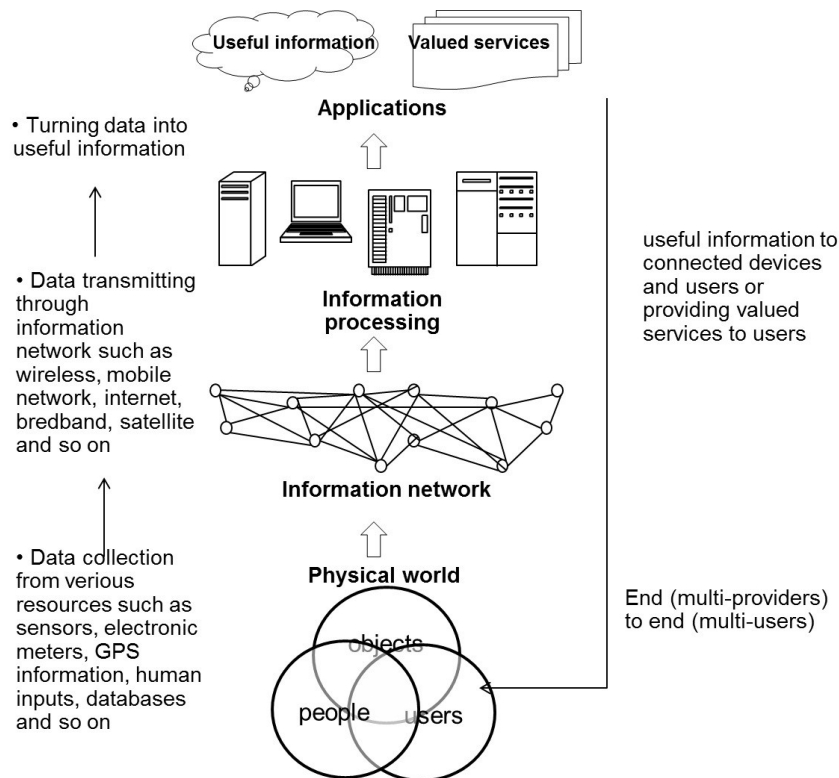 Useful information
Valued services
Applications
• Turning data into
useful information
Information
processing
• Data transmitting
through
information
network such as
wireless, mobile
network, internet,
bredband, satellite
and so on
useful information to
connected devices
and users or
providing valued
services to users
Information network
• Data collection
from verious
resources such as
sensors, electronic
meters, GPS
information, human
inputs, databases
and so on
Physical world
objects
people
users
End (multi-providers)
to end (multi-users)